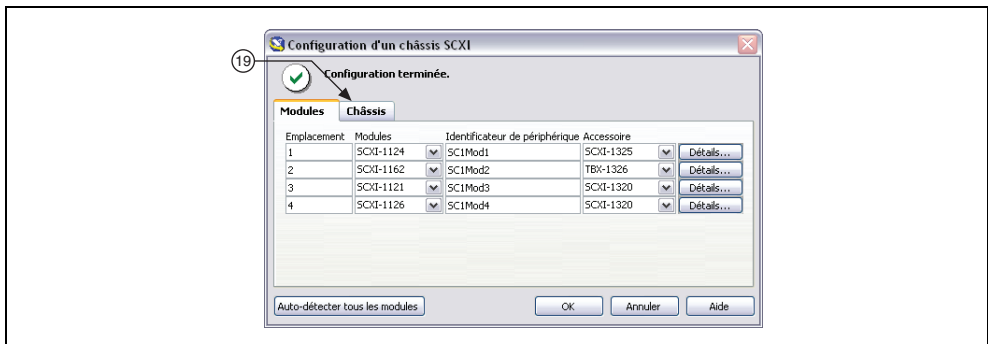 Configuration d'un châssis SCXI
19
Configuration terminée.
Modules Châssis
Emplacement Modules Identificateur de périphérique Accessoire
1 SCXI-1124 SC1Mod1 SCXI-1325 Détails...
2 SCXI-1162 SC1Mod2 TBX-1326 Détails...
3 SCXI-1121 SC1Mod3 SCXI-1320 Détails...
4 SCXI-1126 SC1Mod4 SCXI-1320 Détails...
Auto-détecter tous les modules OK Annuler Aide